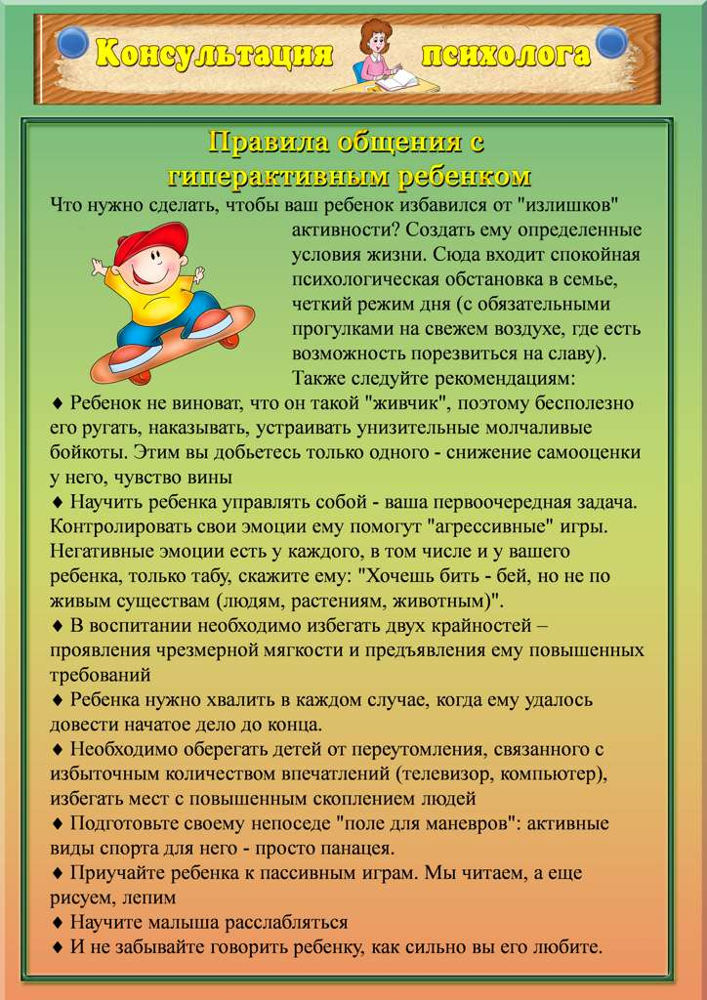 Консультация психолога
Правила общения с
гиперактивным ребенком
Что нужно сделать, чтобы ваш ребенок избавился от "излишков"
активности? Создать ему определенные
условия жизни. Сюда входит спокойная
психологическая обстановка в семье,
четкий режим дня (с обязательными
прогулками на свежем воздухе, где есть
возможность порезвиться на славу).
Также следуйте рекомендациям:
♦ Ребенок не виноват, что он такой "живчик", поэтому бесполезно
его ругать, наказывать, устраивать унизительные молчаливые
бойкоты. Этим вы добьетесь только одного - снижение самооценки
у него, чувство вины
♦ Научить ребенка управлять собой - ваша первоочередная задача.
Контролировать свои эмоции ему помогут "агрессивные" игры.
Негативные эмоции есть у каждого, в том числе и у вашего
ребенка, только табу, скажите ему: "Хочешь бить - бей, но не по
живым существам (людям, растениям, животным)".
♦ В воспитании необходимо избегать двух крайностей –
проявления чрезмерной мягкости и предъявления ему повышенных
требований
♦ Ребенка нужно хвалить в каждом случае, когда ему удалось
довести начатое дело до конца.
♦ Необходимо оберегать детей от переутомления, связанного с
избыточным количеством впечатлений (телевизор, компьютер),
избегать мест с повышенным скоплением людей
♦ Подготовьте своему непоседе "поле для маневров": активные
виды спорта для него - просто панацея.
♦ Приучайте ребенка к пассивным играм. Мы читаем, а еще
рисуем, лепим
♦ Научите малыша расслабляться
♦ И не забывайте говорить ребенку, как сильно вы его любите.